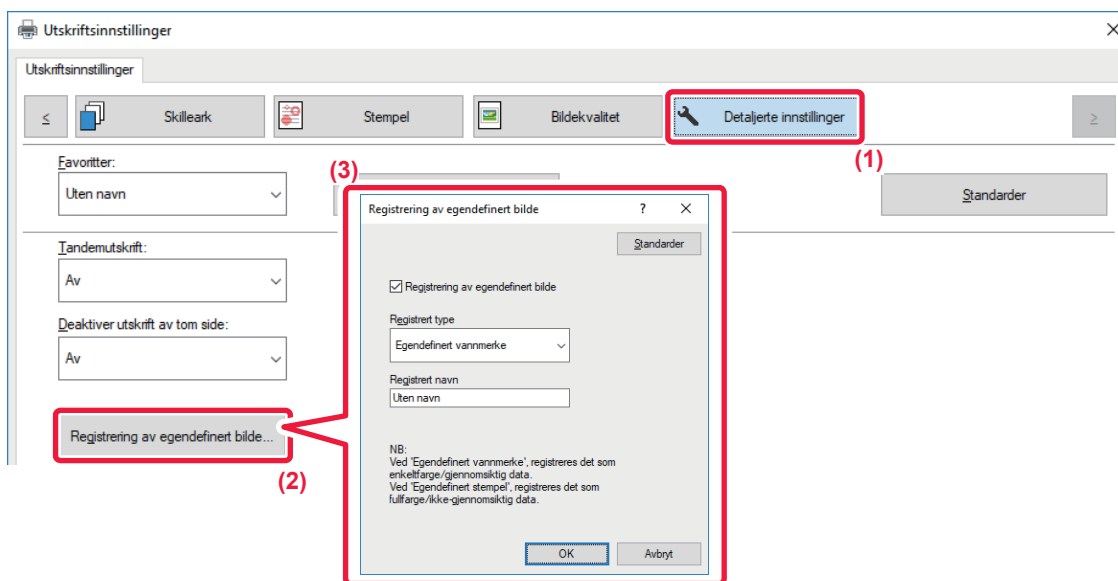 Utskriftsinnstillinger
Utskriftsinnstillinger
< Skilleark Stempel Bildekvalitet Detaljerte innstillinger >
(1)
Favoritter:
(3)
Uten navn
Standarder
Registrering av egendefinert bilde ? X
Standarder
Tandemutskrift:
Av
Registrering av egendefinert bilde
Deaktiver utskrift av tom side:
Registrert type
Av
Egendefinert vannmerke
Registrert navn
Uten navn
Registrering av egendefinert bilde...
(2)
NB:
Ved 'Egendefinert vannmerke', registreres det som
enkeltfarge/gjennomsiktig data.
Ved 'Egendefinert stempel', registreres det som
fullfarge/ikke-gjennomsiktig data.
OK Avbryt